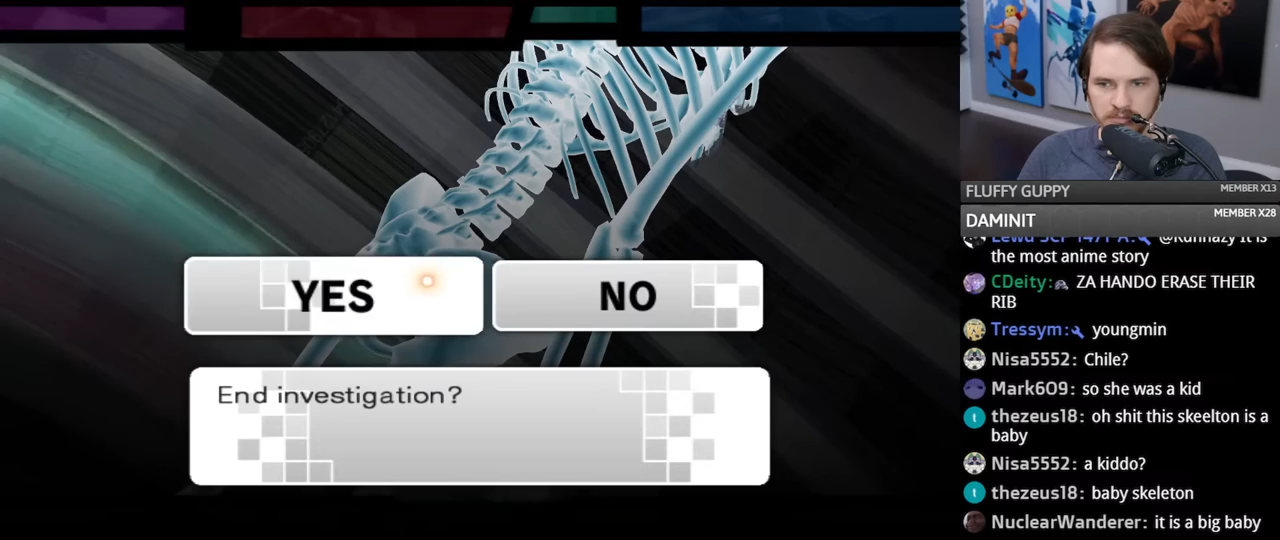 YES
NO
End investigation?
FLUFFY GUPPY
MEMBER X13
DAMINIT
MEMBER X28
the most anime story
CDeity: ZA HANDO ERASE THEIR
RIB
Tressym: youngmin
Nisa5552: Chile?
Mark609: so she was a kid
t
thezeus18: oh shit this skeelton is a
baby
Nisa5552: a kiddo?
t
thezeus18: baby skeleton
NuclearWanderer: it is a big baby